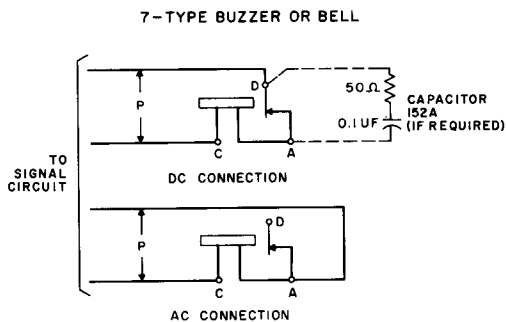 7-TYPE BUZZER OR BELL
P
D
50Ω
CAPACITOR
152A
(IF REQUIRED)
0.1UF
C
A
DC CONNECTION
TO
SIGNAL
CIRCUIT
P
D
C
A
AC CONNECTION